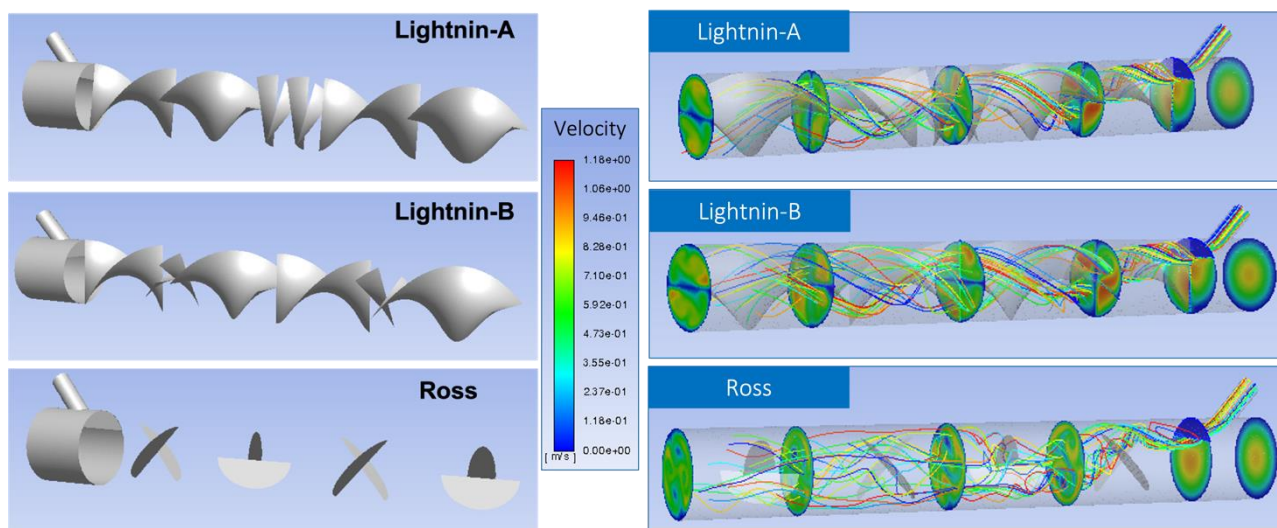 Lightnin-A
Lightnin-B
Ross
Velocity
1.18e+00
1.06e+00
9.46e-01
8.28e-01
7.10e-01
5.92e-01
4.73e-01
3.55e-01
2.37e-01
1.18e-01
0.00e+00
[ m/s ]
Lightnin-A
Lightnin-B
Ross